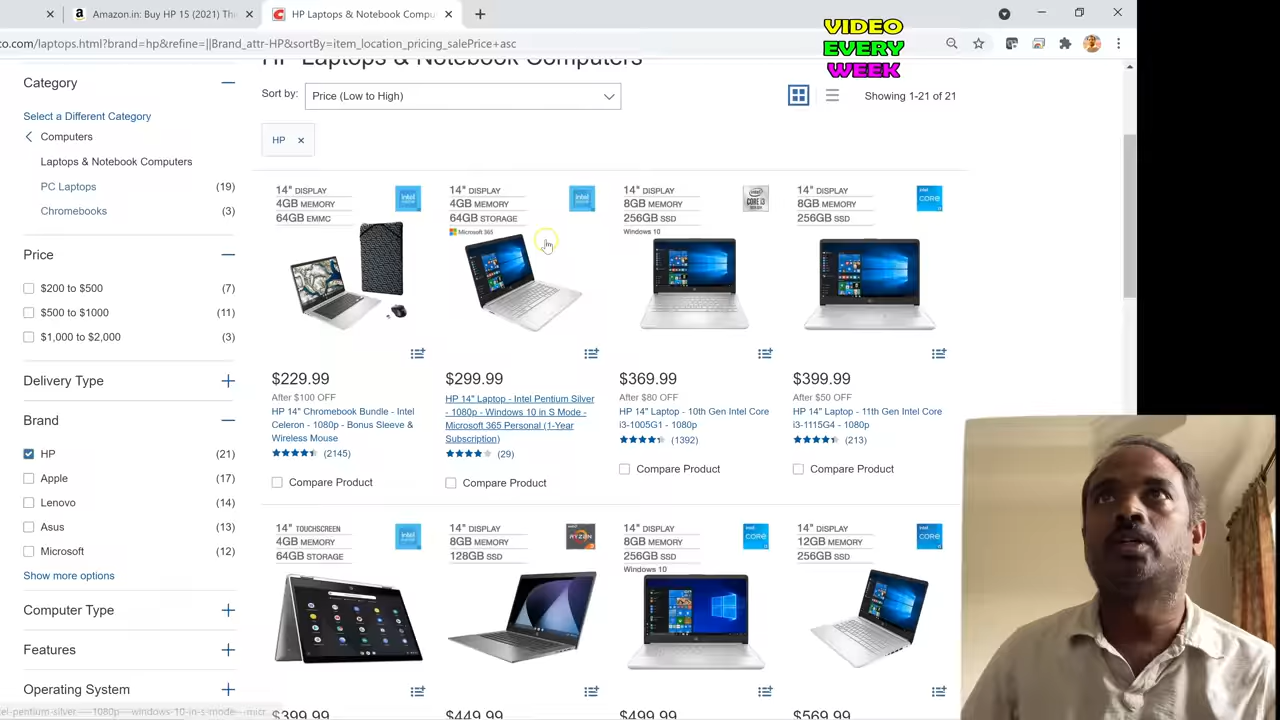 Amazon.in: Buy HP 15 (2021) Thi
HP Laptops & Notebook Compu
co.com/laptops.html?brand=hp&refine=||Brand_attr-HP&sortBy=item_location_pricing_salePrice+asc
VIDEO
EVERY
WEEK
HP Laptops & Notebook Computers
Category
Select a Different Category
Computers
Laptops & Notebook Computers
PC Laptops (19)
Chromebooks (3)
Price
$200 to $500 (7)
$500 to $1000 (11)
$1,000 to $2,000 (3)
Delivery Type
Brand
HP (21)
Apple (17)
Lenovo (14)
Asus (13)
Microsoft (12)
Show more options
Computer Type
Features
Operating System
Sort by: Price (Low to High)
Showing 1-21 of 21
HP
14" DISPLAY
4GB MEMORY
64GB EMMC
$229.99
After $100 OFF
HP 14" Chromebook Bundle - Intel
Celeron - 1080p - Bonus Sleeve &
Wireless Mouse
(2145)
Compare Product
14" DISPLAY
4GB MEMORY
64GB STORAGE
Microsoft 365
$299.99
HP 14" Laptop - Intel Pentium Silver
- 1080p - Windows 10 in S Mode -
Microsoft 365 Personal (1-Year
Subscription)
(29)
Compare Product
14" DISPLAY
8GB MEMORY
256GB SSD
Windows 10
CORE i3
$369.99
After $80 OFF
HP 14" Laptop - 10th Gen Intel Core
i3-1005G1 - 1080p
(1392)
Compare Product
14" DISPLAY
8GB MEMORY
256GB SSD
intel
CORE
$399.99
After $50 OFF
HP 14" Laptop - 11th Gen Intel Core
i3-1115G4 - 1080p
(213)
Compare Product
14" TOUCHSCREEN
4GB MEMORY
64GB STORAGE
$399.99
14" DISPLAY
8GB MEMORY
128GB SSD
RYZEN
$449.99
14" DISPLAY
8GB MEMORY
256GB SSD
Windows 10
intel
CORE
$499.99
14" DISPLAY
12GB MEMORY
256GB SSD
intel
CORE
$569.99
el-pentium-silver---1080p---windows-10-in-s-mode---micr...